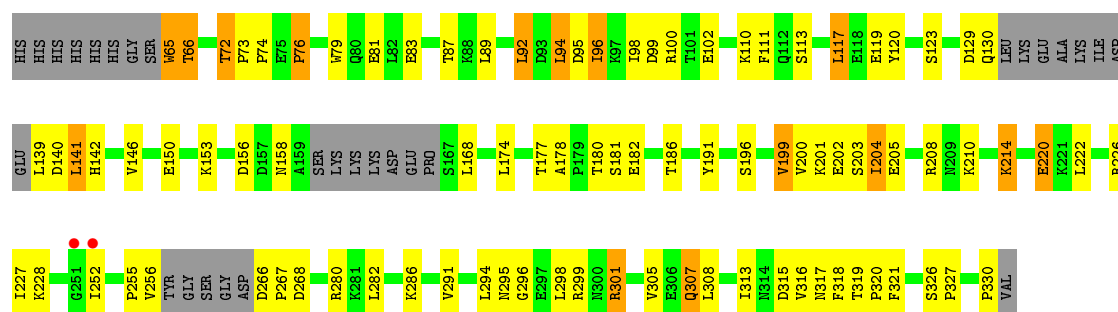 HIS HIS HIS HIS HIS HIS GLY SER W65 T66 T72 P73 P74 E75 P76 W79 Q80 E81 L82 E83 T87 K88 L89 L92 D93 L94 D95 I96 K97 I98 D99 R100 T101 E102 K110 F111 Q112 S113 L117 E118 E119 Y120 S123 D129 Q130 LEU LYS GLU ALA LYS ILE ASP
GLU L139 D140 L141 H142 V146 E150 K153 D156 D157 N158 A159 SER LYS LYS LYS ASP GLU PRO S167 L168 L174 T177 A178 P179 T180 S181 E182 T186 Y191 S196 V199 V200 K201 E202 S203 I204 E205 R208 N209 K210 K214 E220 K221 L222 R226
I227 K228 G251 I252 P255 V256 TYR GLY SER GLY ASP D266 P267 D268 R280 K281 L282 K286 V291 L294 N295 G296 E297 L298 R299 N300 R301 V305 E306 Q307 L308 I313 N314 D315 V316 N317 F318 T319 P320 F321 S326 P327 P330 VAL